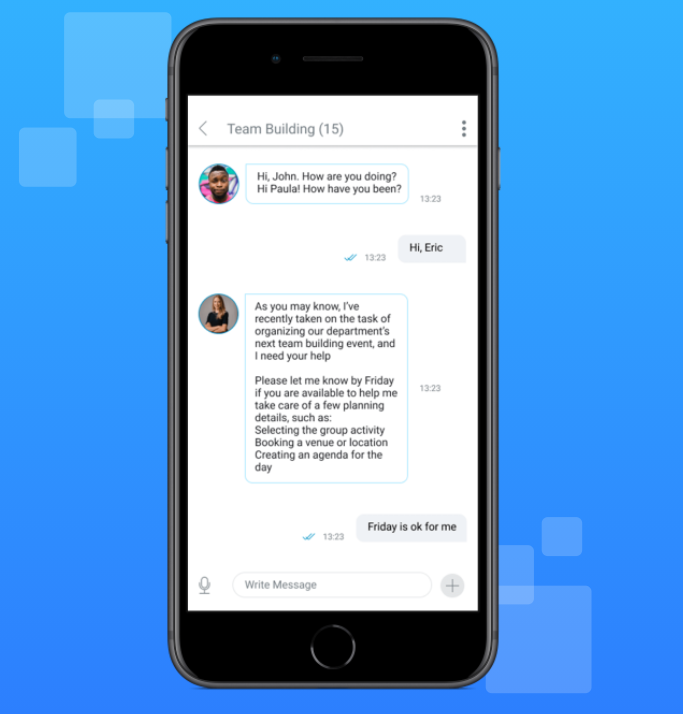 Team Building (15)
Hi, John. How are you doing?
Hi Paula! How have you been?
13:23
Hi, Eric
13:23
As you may know, I've
recently taken on the task of
organizing our department's
next team building event, and
I need your help
Please let me know by Friday
if you are available to help me
take care of a few planning
details, such as:
Selecting the group activity
Booking a venue or location
Creating an agenda for the
day
13:23
Friday is ok for me
13:23
Write Message